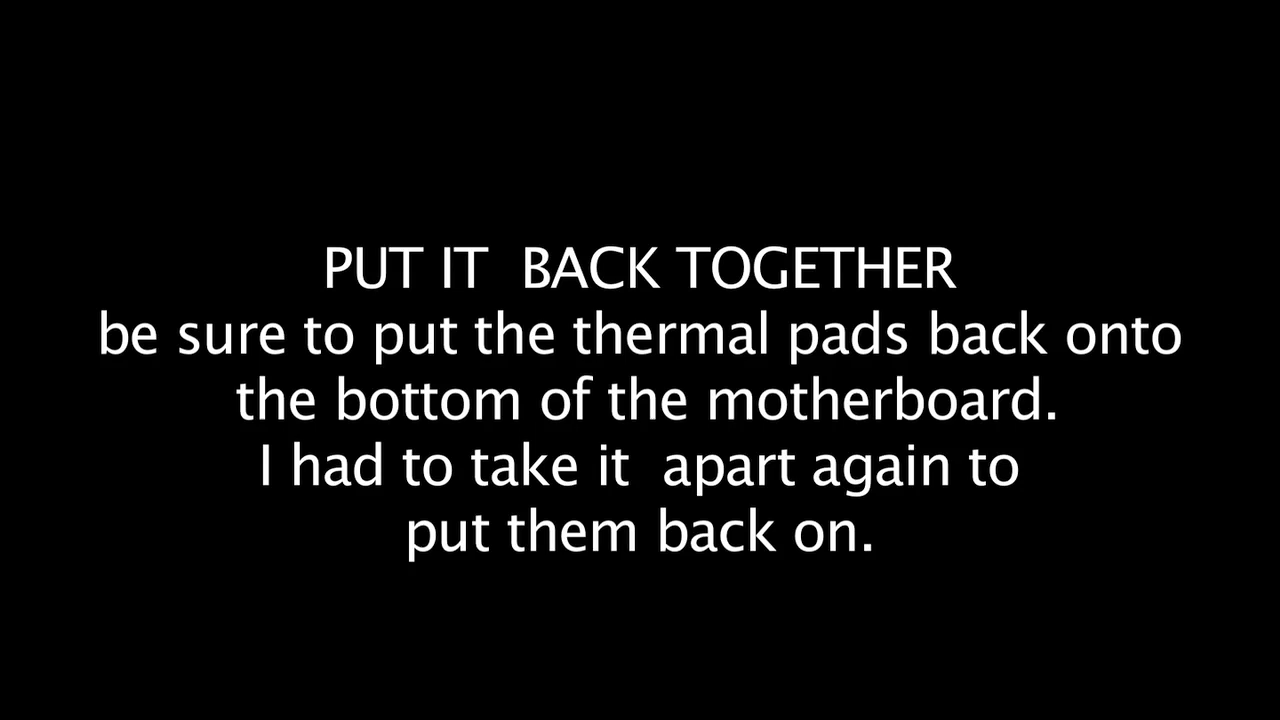 PUT IT  BACK TOGETHER
be sure to put the thermal pads back onto
the bottom of the motherboard.
I had to take it  apart again to
put them back on.